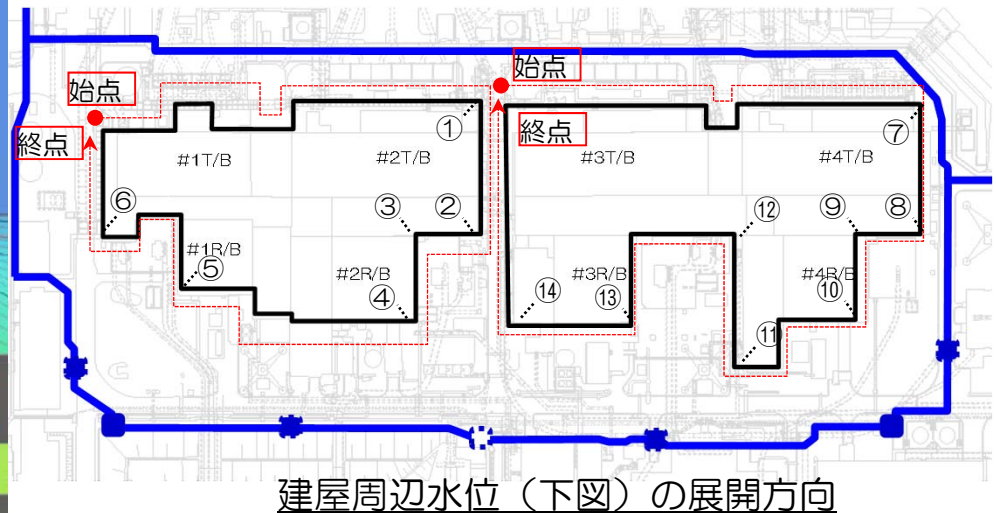 始点
始点
終点
終点
①
⑦
#1T/B
#2T/B
#3T/B
#4T/B
⑥
③
②
⑫
⑨
⑧
#1R/B
⑤
#2R/B
④
⑭
#3R/B
⑬
#4R/B
⑩
⑪
建屋周辺水位（下図）の展開方向